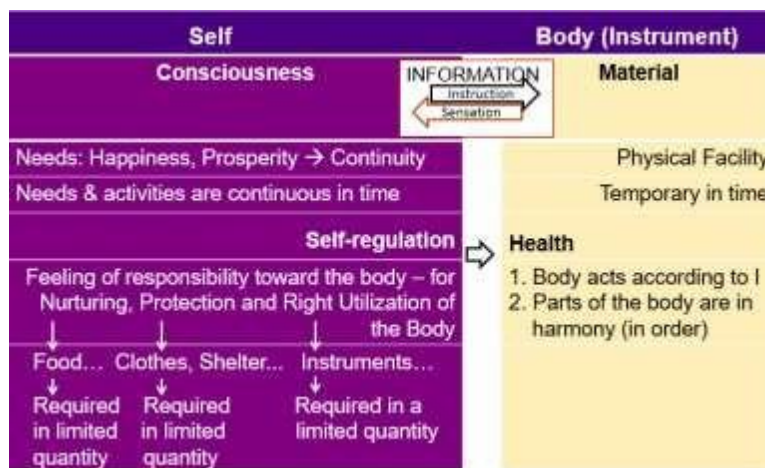 Self
Body (Instrument)
Consciousness
INFORMATION
Instruction
Sensation
Material
Needs: Happiness, Prosperity → Continuity
Physical Facility
Needs & activities are continuous in time
Temporary in time
Self-regulation
Health
Feeling of responsibility toward the body – for
Nurturing, Protection and Right Utilization of
the Body
1. Body acts according to I
2. Parts of the body are in
harmony (in order)
Food… Clothes, Shelter... Instruments…
Required
in limited
quantity
Required
in limited
quantity
Required in a
limited quantity